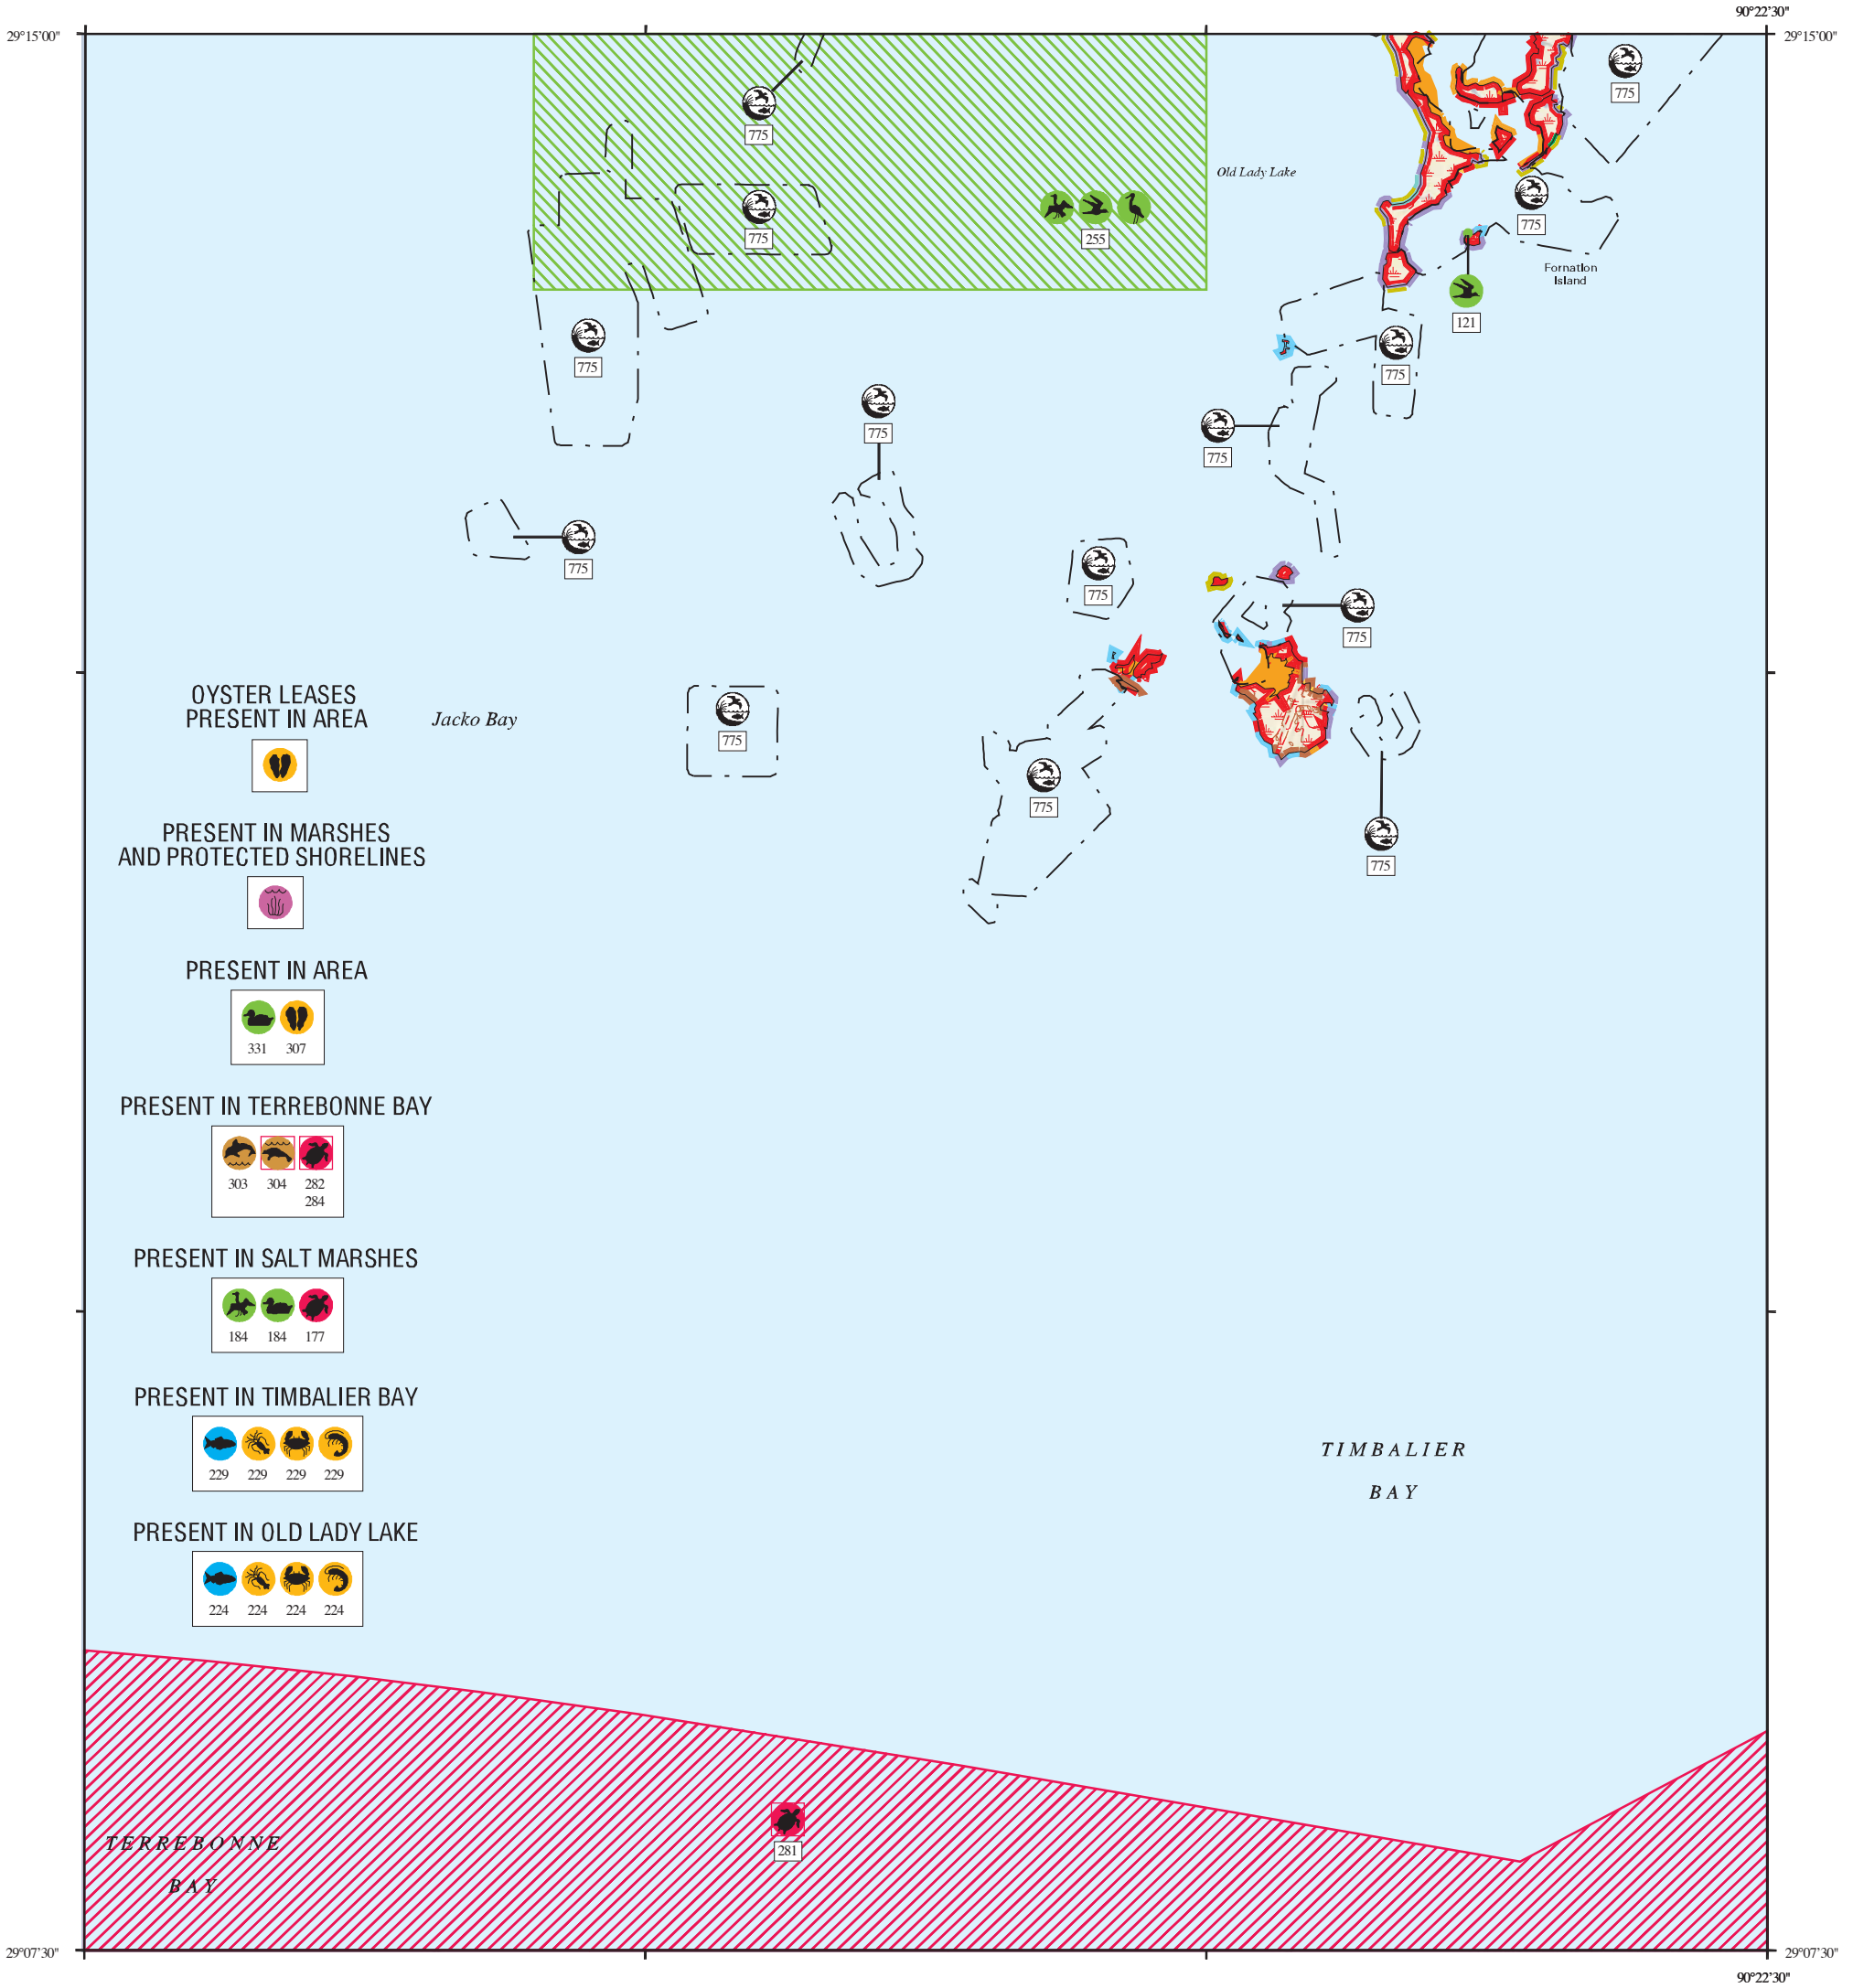 90°22'30"
29°15'00"
29°15'00"
775
775
775
255
Old Lady Lake
775
775
Fornation
Island
121
775
775
775
775
775
775
775
775
Jacko Bay
775
775
OYSTER LEASES
PRESENT IN AREA
PRESENT IN MARSHES
AND PROTECTED SHORELINES
PRESENT IN AREA
331 307
PRESENT IN TERREBONNE BAY
303 304 282
284
PRESENT IN SALT MARSHES
184 184 177
PRESENT IN TIMBALIER BAY
229 229 229 229
PRESENT IN OLD LADY LAKE
224 224 224 224
775
TIMBALIER
BAY
281
TERREBONNE
BAY
29°07'30"
29°07'30"
90°22'30"